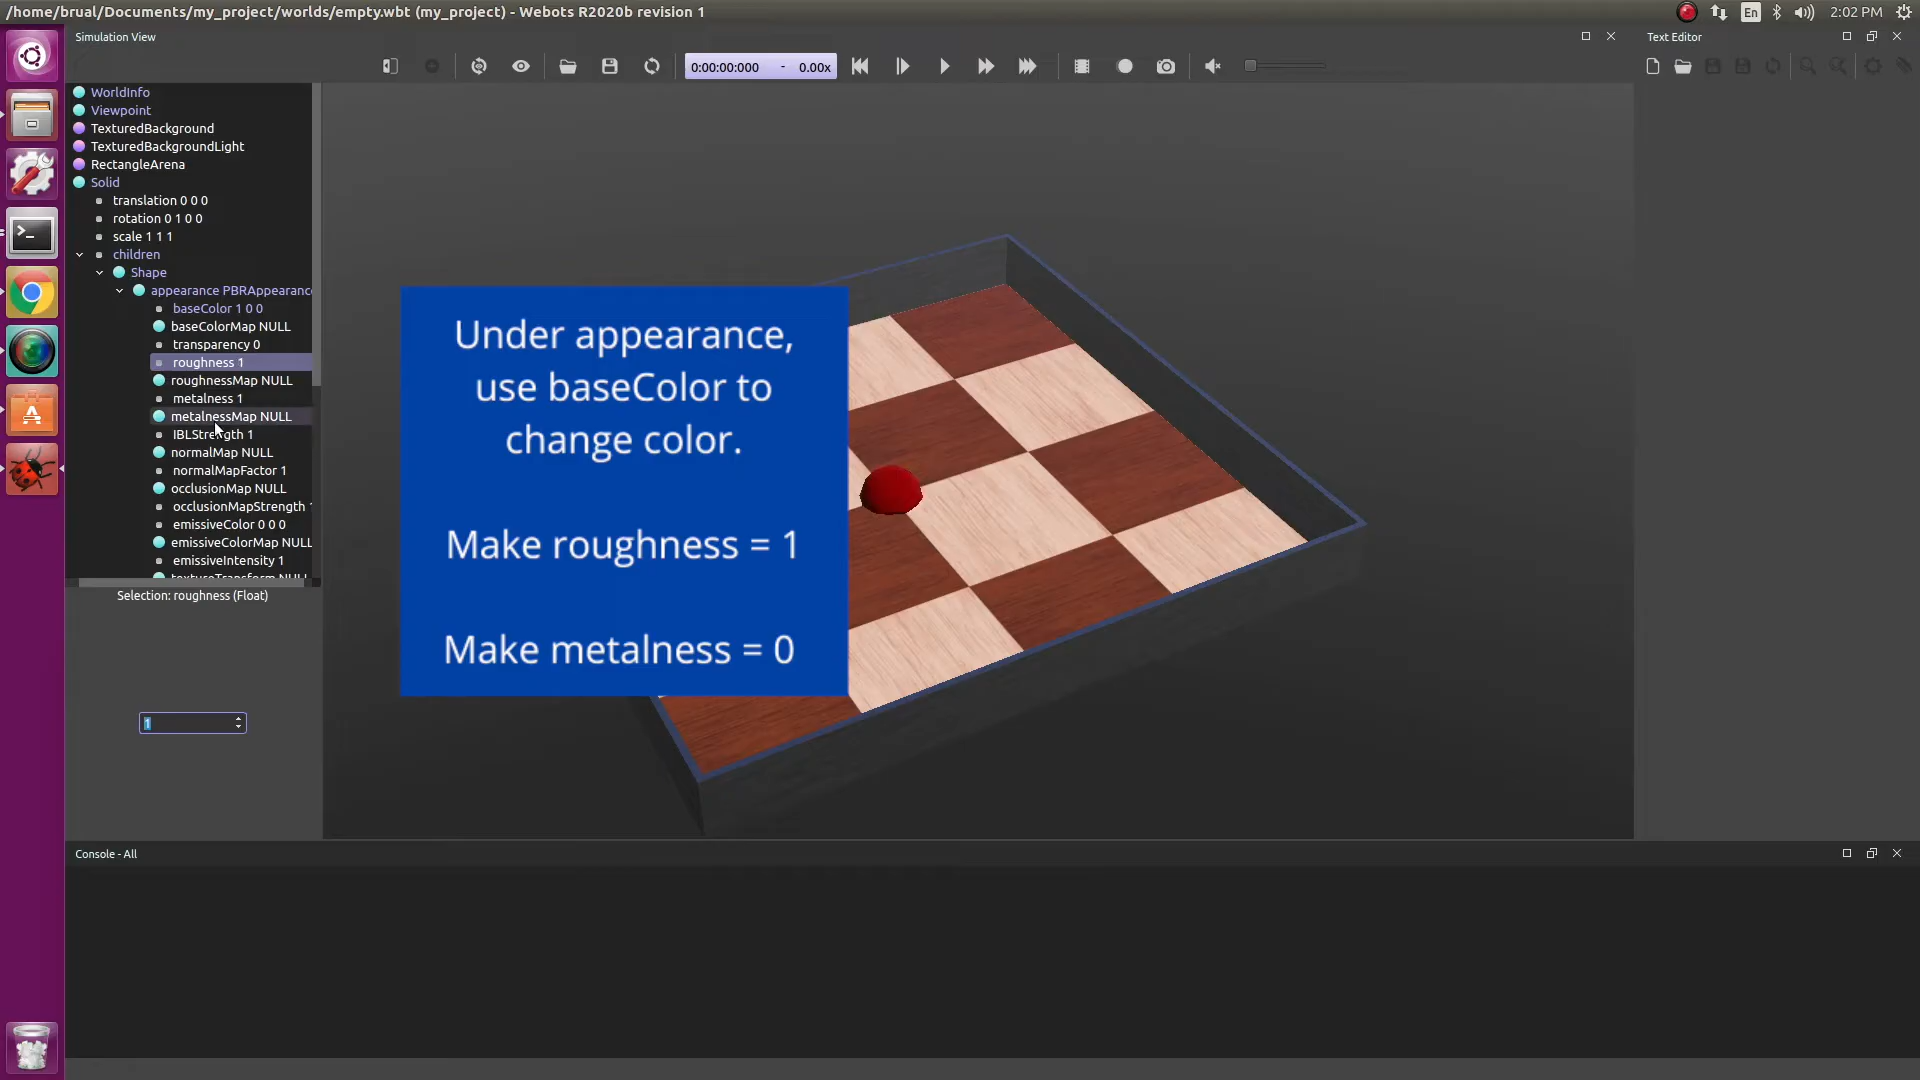 /home/brual/Documents/my_project/worlds/empty.wbt (my_project) - Webots R2020b revision 1
En
2:02 PM
Simulation View
Text Editor
0:00:00:000 - 0.00x
WorldInfo
Viewpoint
TexturedBackground
TexturedBackgroundLight
RectangleArena
Solid
translation 0 0 0
rotation 0 1 0 0
scale 1 1 1
children
Shape
appearance PBRAppearance
baseColor 1 0 0
baseColorMap NULL
transparency 0
roughness 1
roughnessMap NULL
metalness 1
metalnessMap NULL
IBLStrength 1
normalMap NULL
normalMapFactor 1
occlusionMap NULL
occlusionMapStrength 1
emissiveColor 0 0 0
emissiveColorMap NULL
emissiveIntensity 1
textureTransform NULL
Selection: roughness (Float)
1
Under appearance,
use baseColor to
change color.
Make roughness = 1
Make metalness = 0
Console - All